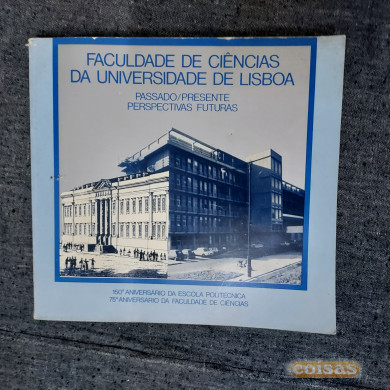 FACULDADE DE CIÊNCIAS
DA UNIVERSIDADE DE LISBOA
PASSADO/PRESENTE
PERSPECTIVAS FUTURAS
150º ANIVERSÁRIO DA ESCOLA POLITÉCNICA
75º ANIVERSÁRIO DA FACULDADE DE CIÊNCIAS
coisas